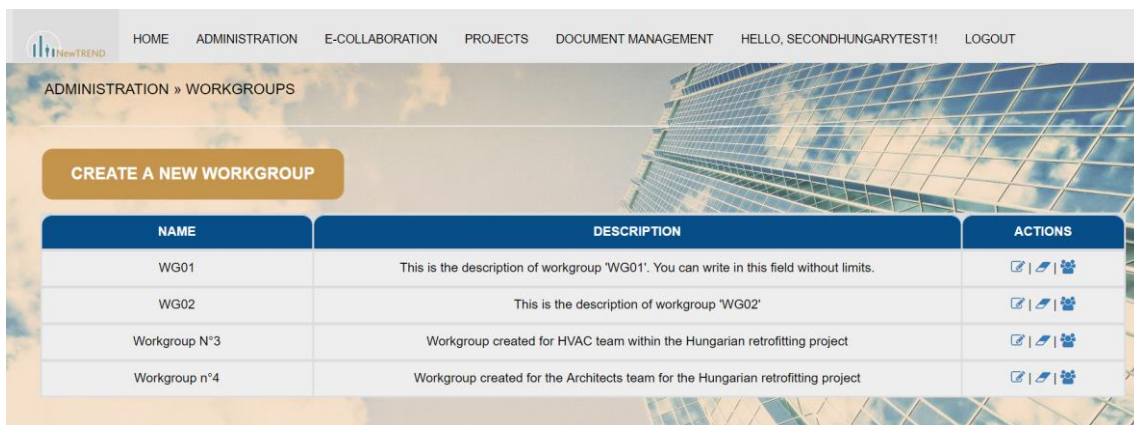 NewTREND HOME ADMINISTRATION E-COLLABORATION PROJECTS DOCUMENT MANAGEMENT HELLO, SECONDHUNGARYTEST1! LOGOUT
ADMINISTRATION » WORKGROUPS
CREATE A NEW WORKGROUP
NAME DESCRIPTION ACTIONS
WG01 This is the description of workgroup 'WG01'. You can write in this field without limits. | |
WG02 This is the description of workgroup 'WG02' | |
Workgroup N°3 Workgroup created for HVAC team within the Hungarian retrofitting project | |
Workgroup n°4 Workgroup created for the Architects team for the Hungarian retrofitting project | |